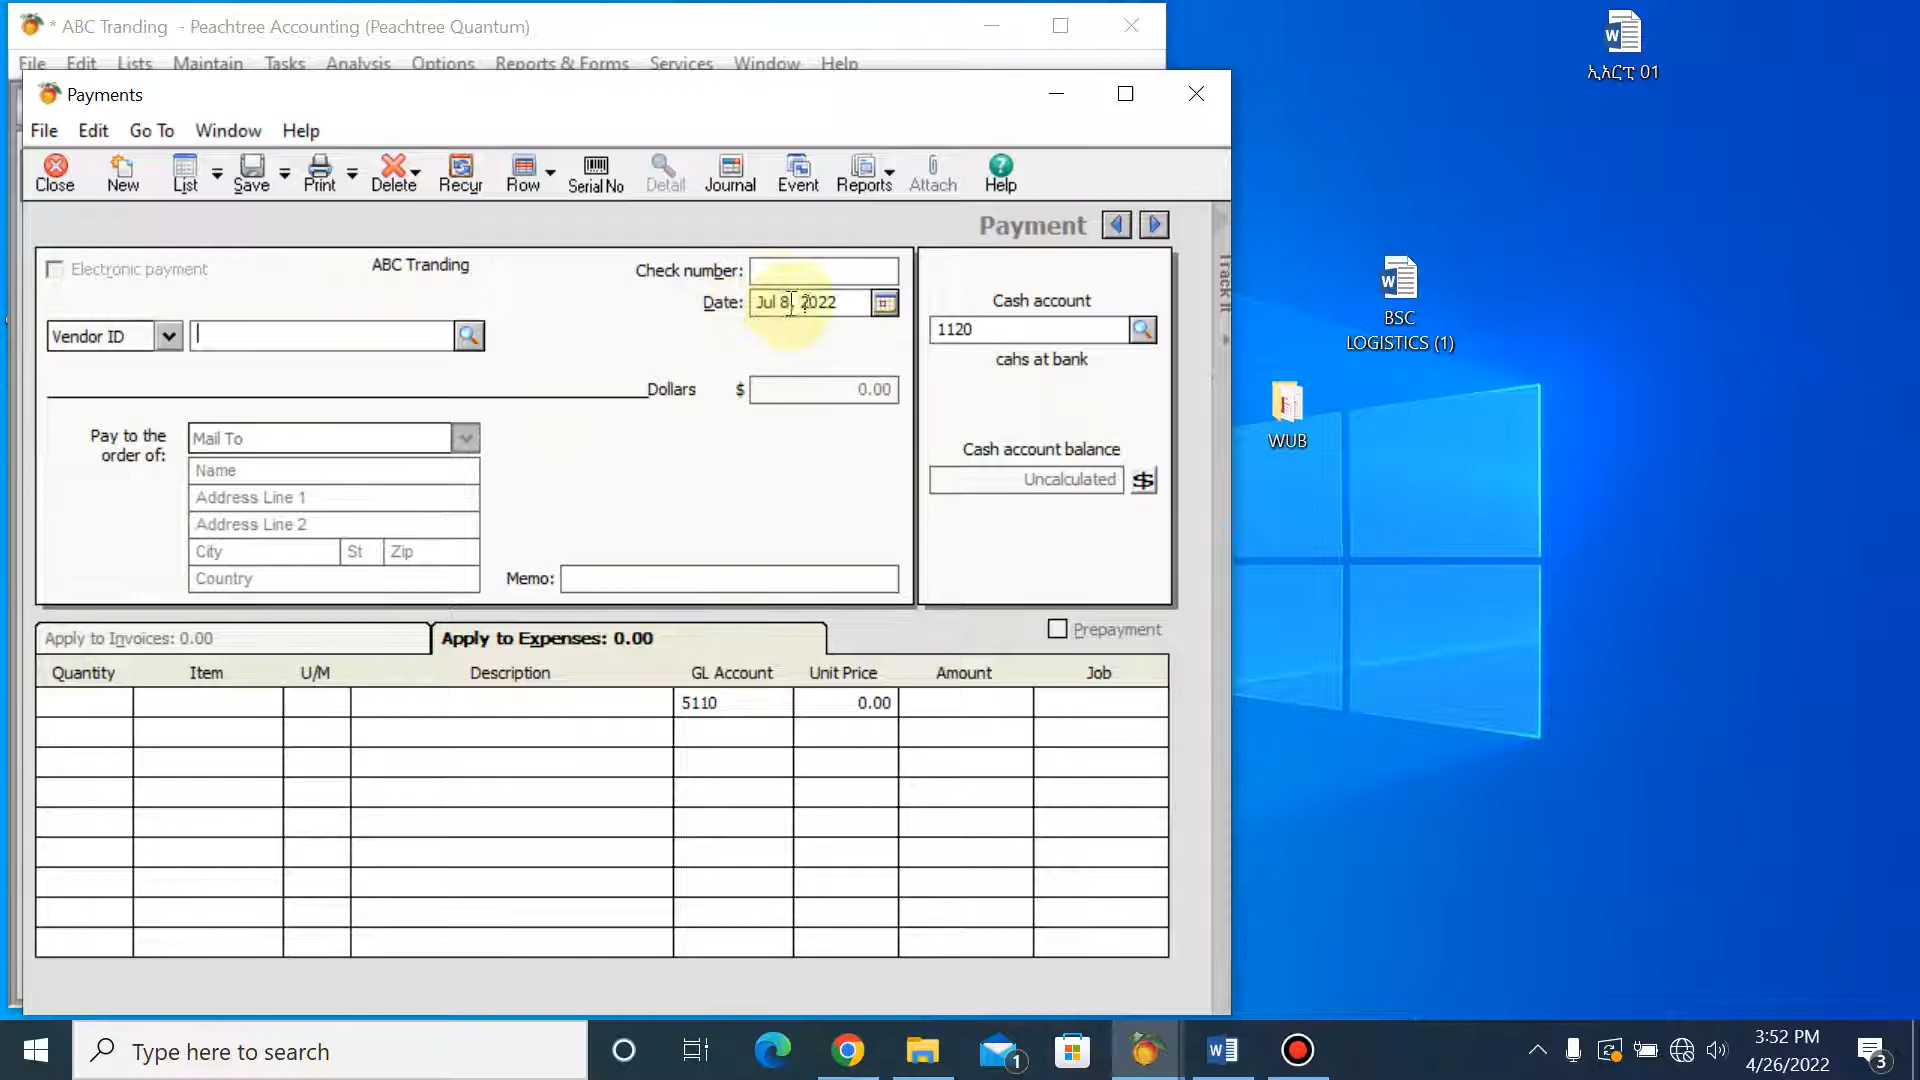 * ABC Tranding - Peachtree Accounting (Peachtree Quantum)
File Edit Lists Maintain Tasks Analysis Options Reports & Forms Services Window Help
Payments
File Edit Go To Window Help
Close New List Save Print Delete Recur Row Serial No Detail Journal Event Reports Attach Help
Payment
Electronic payment
ABC Tranding
Check number:
Date: Jul 8, 2022
Vendor ID
Dollars $ 0.00
Pay to the
order of:
Mail To
Name
Address Line 1
Address Line 2
City St Zip
Country
Memo:
Cash account
1120
cahs at bank
Cash account balance
Uncalculated $
Track It
Apply to Invoices: 0.00
Apply to Expenses: 0.00
Prepayment
Quantity Item U/M Description GL Account Unit Price Amount Job
5110 0.00
ኢአርፒ 01
BSC
LOGISTICS (1)
WUB
Type here to search
1
3:52 PM
4/26/2022
3